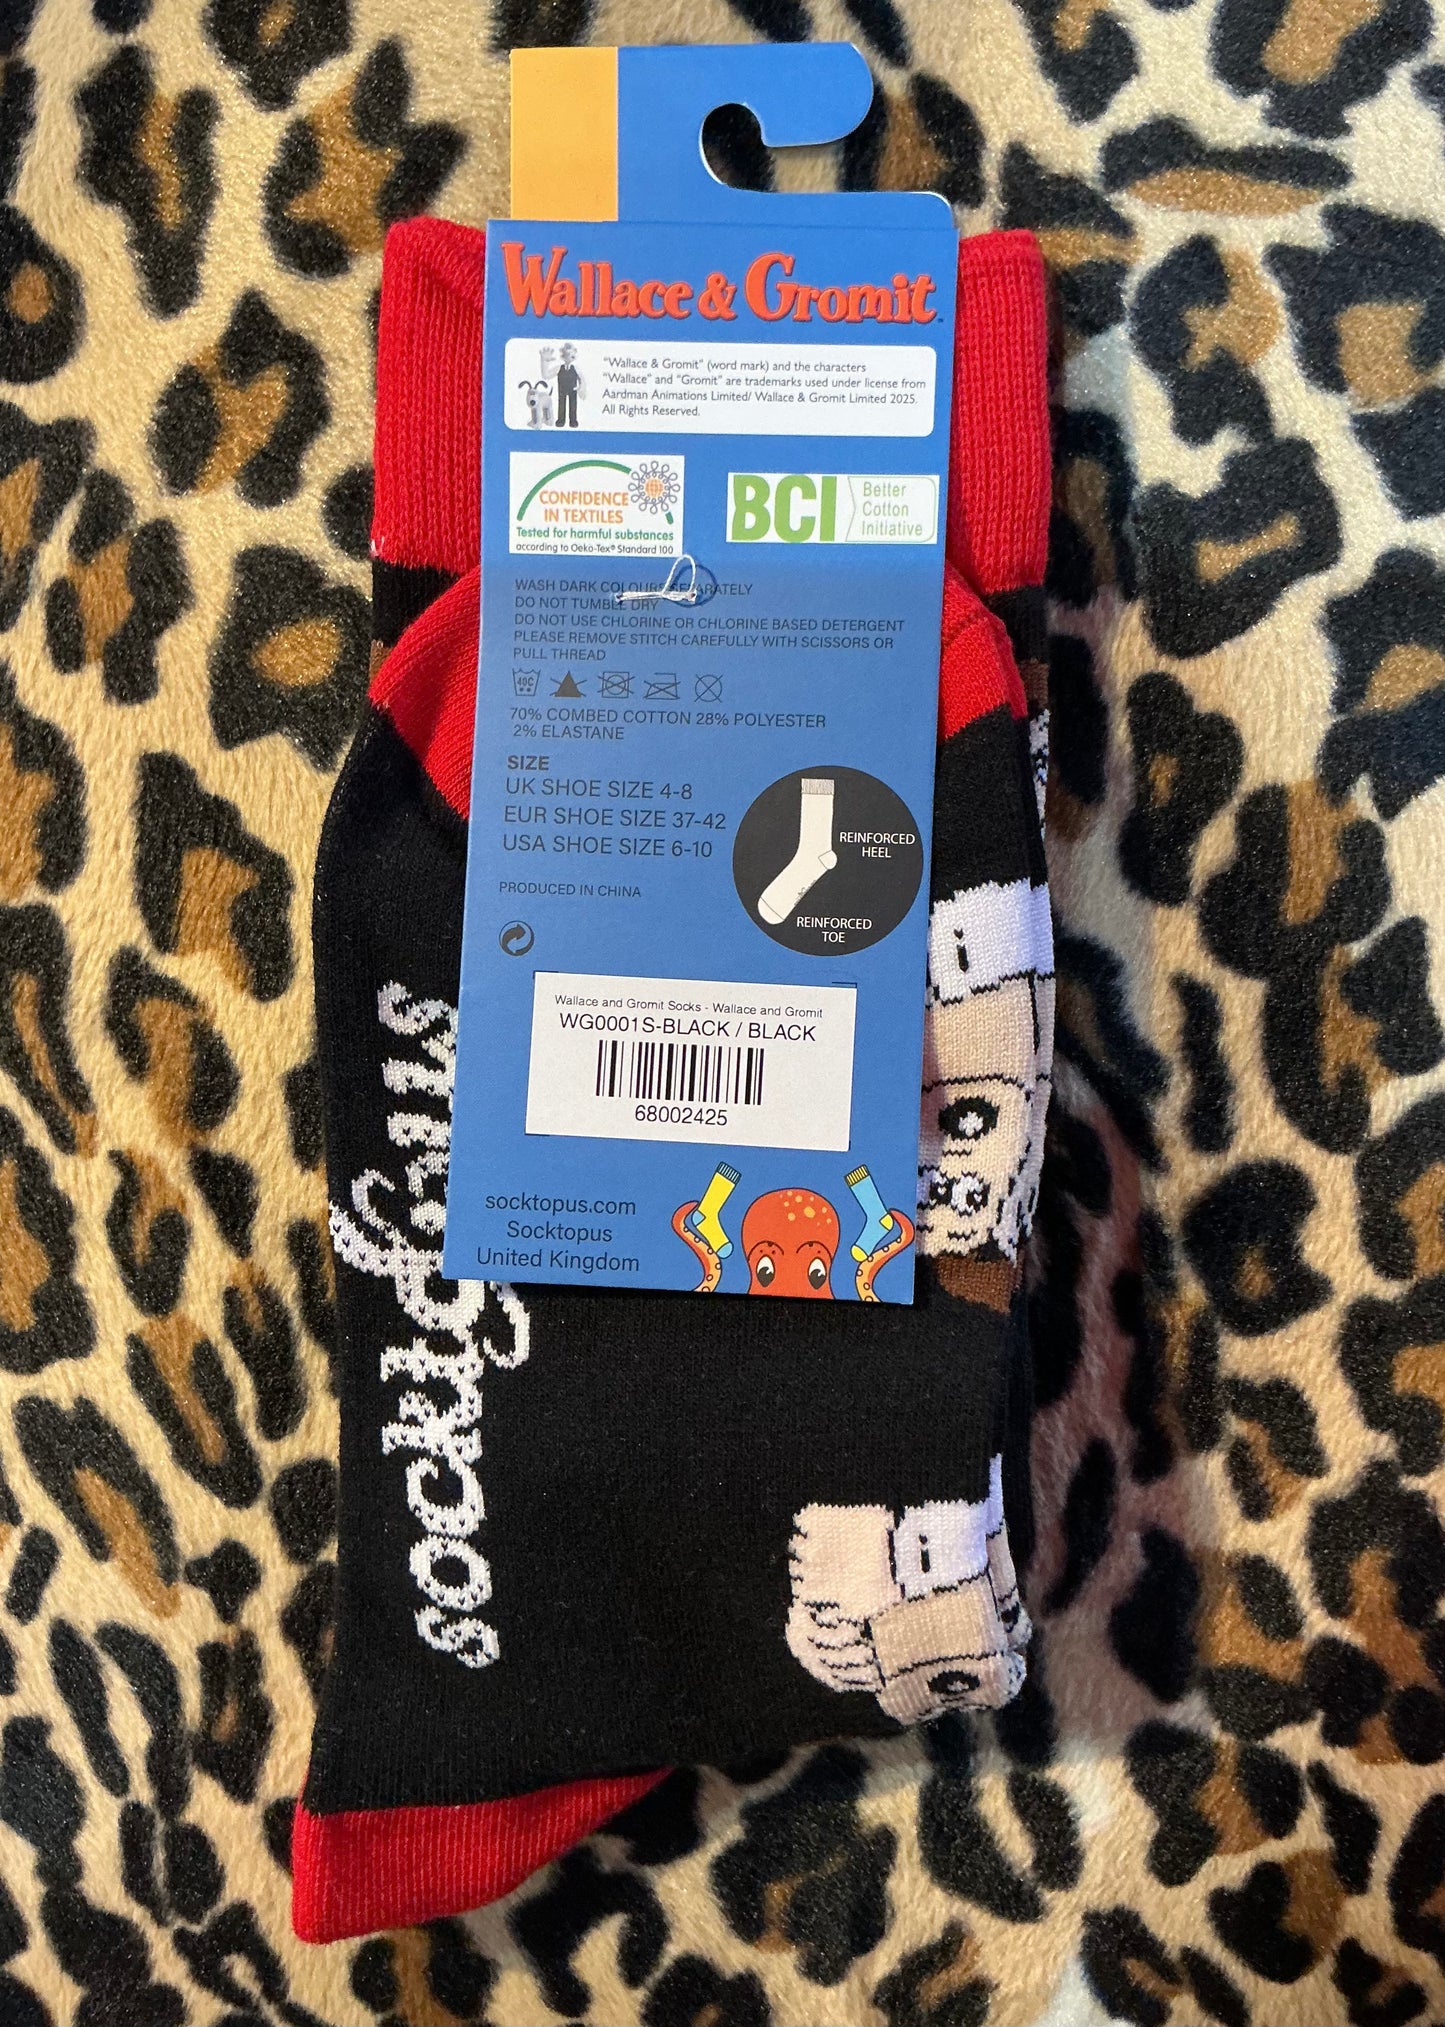 Wallace & Gromit™
"Wallace & Gromit" (word mark) and the characters
"Wallace" and "Gromit" are trademarks used under license from
Aardman Animations Limited/ Wallace & Gromit Limited 2025.
All Rights Reserved.
CONFIDENCE
IN TEXTILES
Tested for harmful substances
according to Oeko-Tex® Standard 100
BCI
Better
Cotton
Initiative
WASH DARK COLOURS SEPARATELY
DO NOT TUMBLE DRY
DO NOT USE CHLORINE OR CHLORINE BASED DETERGENT
PLEASE REMOVE STITCH CAREFULLY WITH SCISSORS OR
PULL THREAD
40C
70% COMBED COTTON 28% POLYESTER
2% ELASTANE
SIZE
UK SHOE SIZE 4-8
EUR SHOE SIZE 37-42
USA SHOE SIZE 6-10
REINFORCED
HEEL
REINFORCED
TOE
PRODUCED IN CHINA
Wallace and Gromit Socks - Wallace and Gromit
WG0001S-BLACK / BLACK
68002425
socktopus.com
Socktopus
United Kingdom